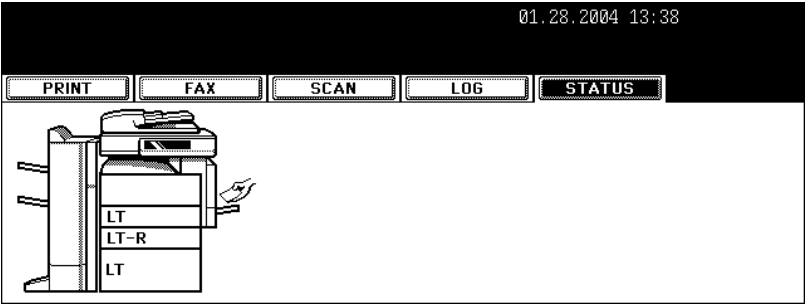 01.28.2004 13:38
PRINT FAX SCAN LOG STATUS
LT
LT-R
LT